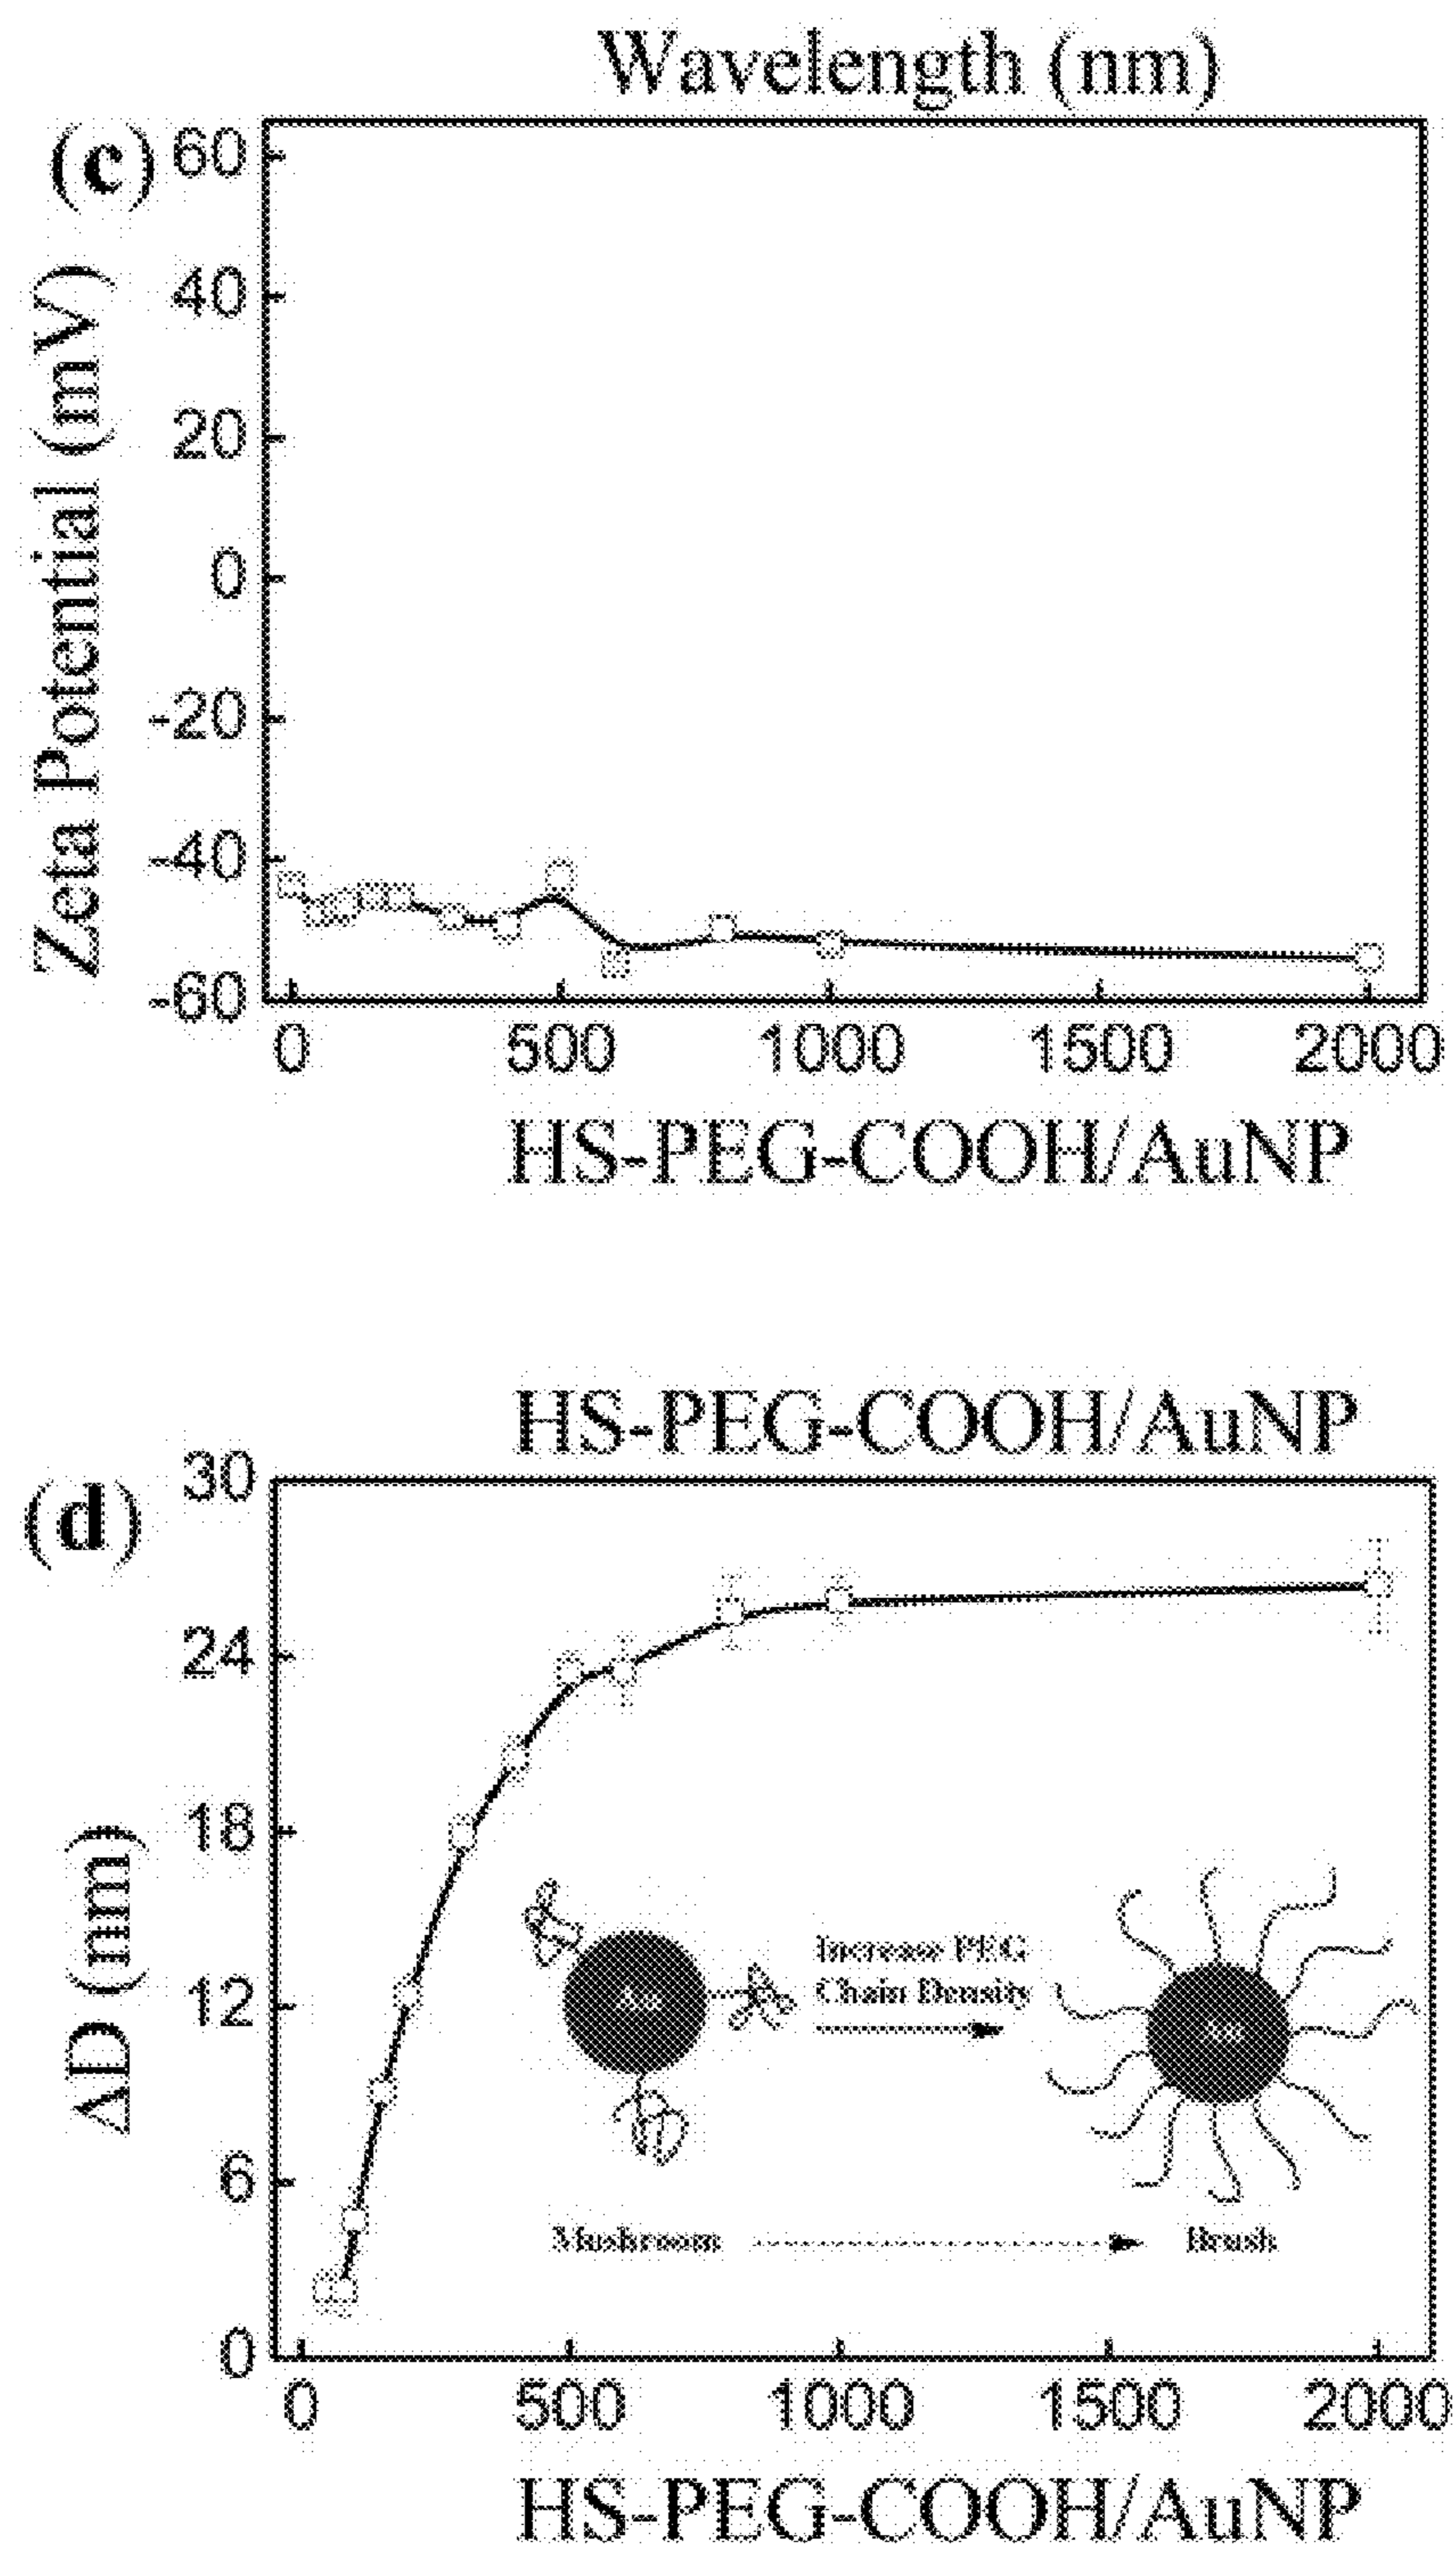 Wavelength (nm)
(c)
60
40
20
0
-20
-40
-60
Zeta Potential (mV)
0 500 1000 1500 2000
HS-PEG-COOH/AuNP
HS-PEG-COOH/AuNP
(d)
30
24
18
12
6
0
ΔD (nm)
Increase PEG
Chain Density
Au
Au
Mushroom
Brush
0 500 1000 1500 2000
HS-PEG-COOH/AuNP